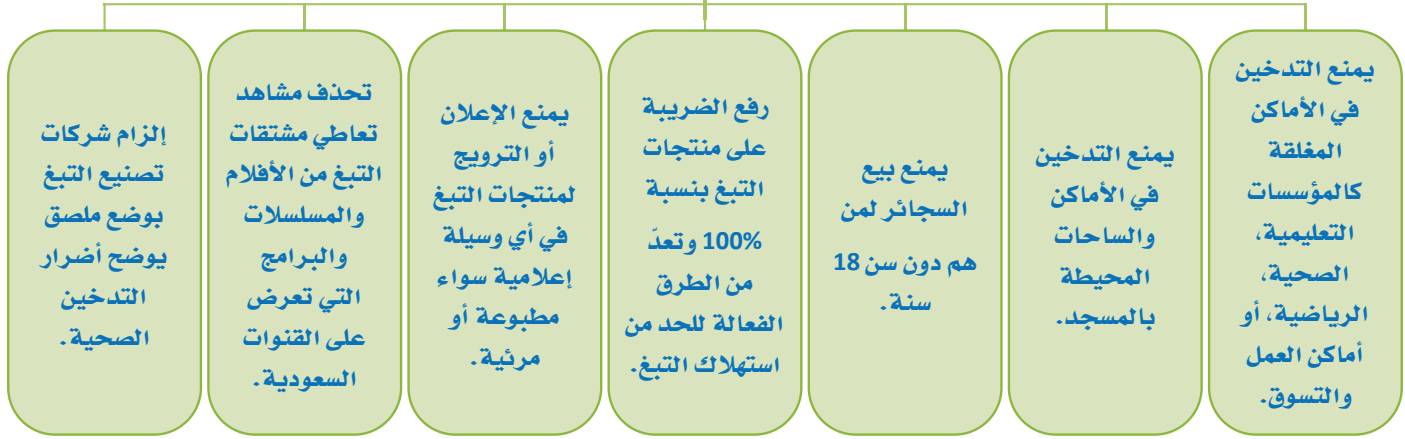 يمنع التدخين
في الأماكن
المغلقة
كالمؤسسات
التعليمية،
الصحية،
الرياضية، أو
أماكن العمل
والتسوق.
يمنع التدخين
في الأماكن
والساحات
المحيطة
بالمسجد.
يمنع بيع
السجائر لمن
هم دون سن 18
سنة.
رفع الضريبة
على منتجات
التبغ بنسبة
100% وتعدّ
من الطرق
الفعالة للحد من
استهلاك التبغ.
يمنع الإعلان
أو الترويج
لمنتجات التبغ
في أي وسيلة
إعلامية سواء
مطبوعة أو
مرئية.
تحذف مشاهد
تعاطي مشتقات
التبغ من الأفلام
والمسلسلات
والبرامج
التي تعرض
على القنوات
السعودية.
إلزام شركات
تصنيع التبغ
بوضع ملصق
يوضح أضرار
التدخين
الصحية.